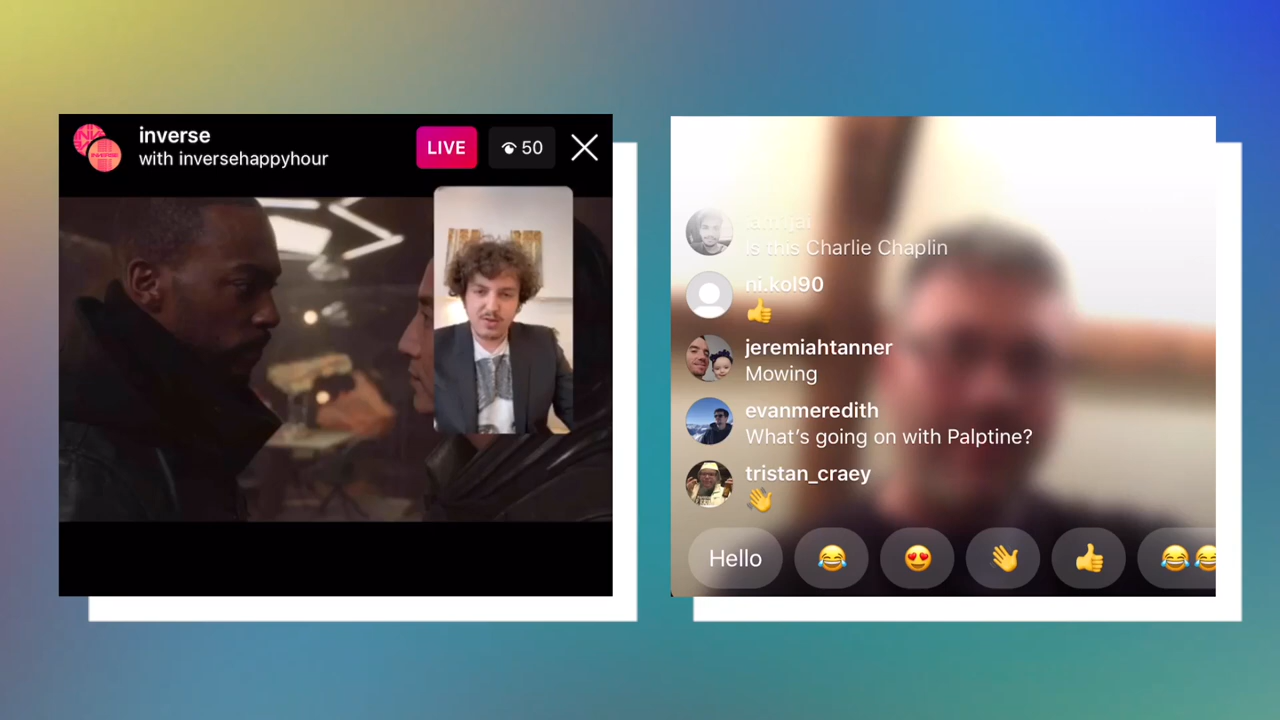 inverse
with inversehappyhour
LIVE
50
Is this Charlie Chaplin
ni.kol90
jeremiahtanner
Mowing
evanmeredith
What's going on with Palptine?
tristan_craey
Hello